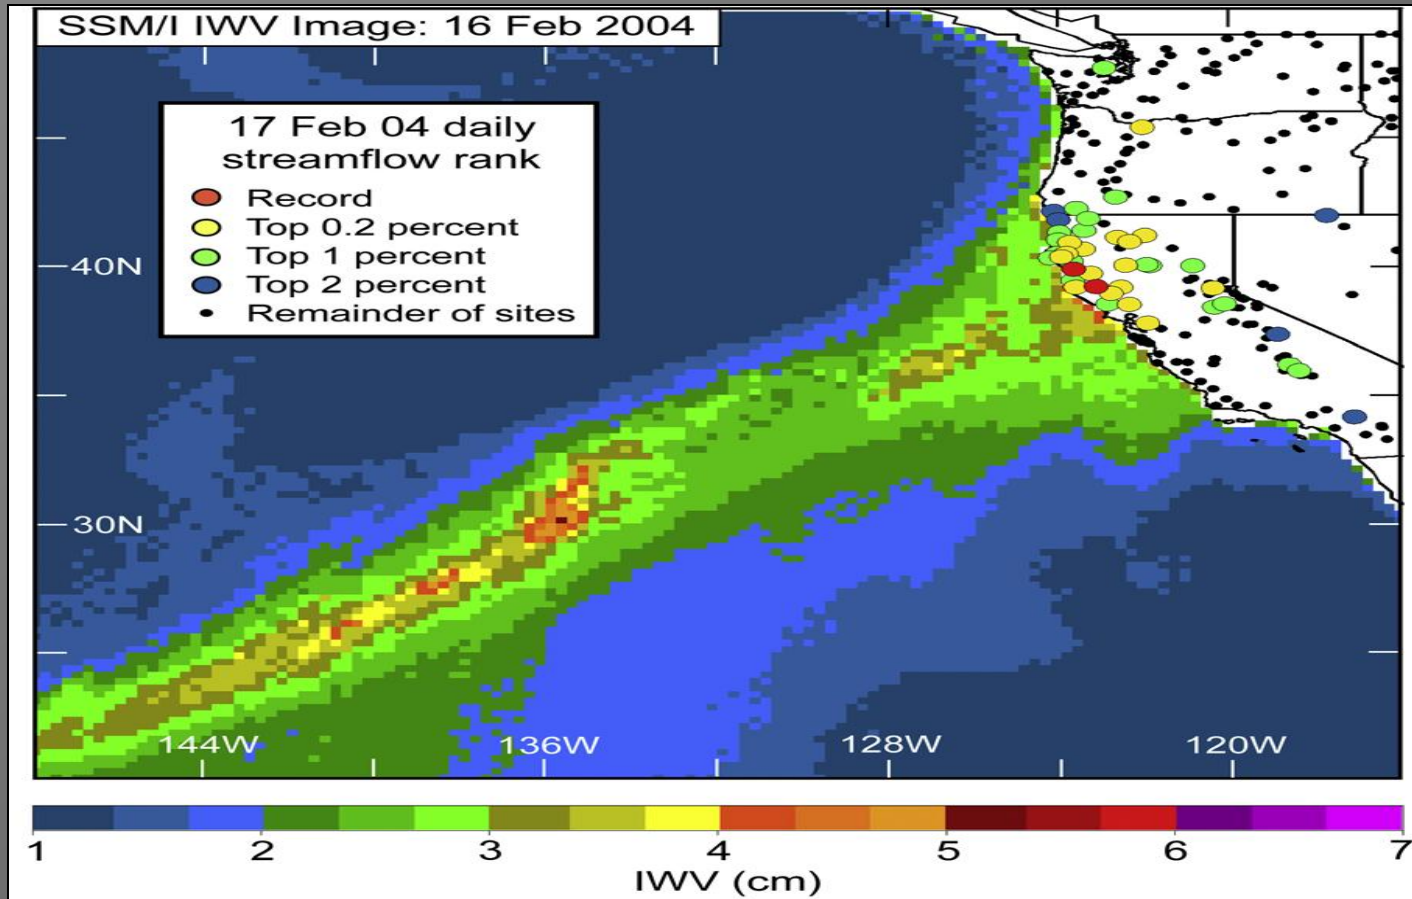 SSM/I IWV Image: 16 Feb 2004
17 Feb 04 daily
streamflow rank
Record
Top 0.2 percent
Top 1 percent
Top 2 percent
Remainder of sites
40N
30N
144W 136W 128W 120W
1 2 3 4 5 6 7
IWV (cm)